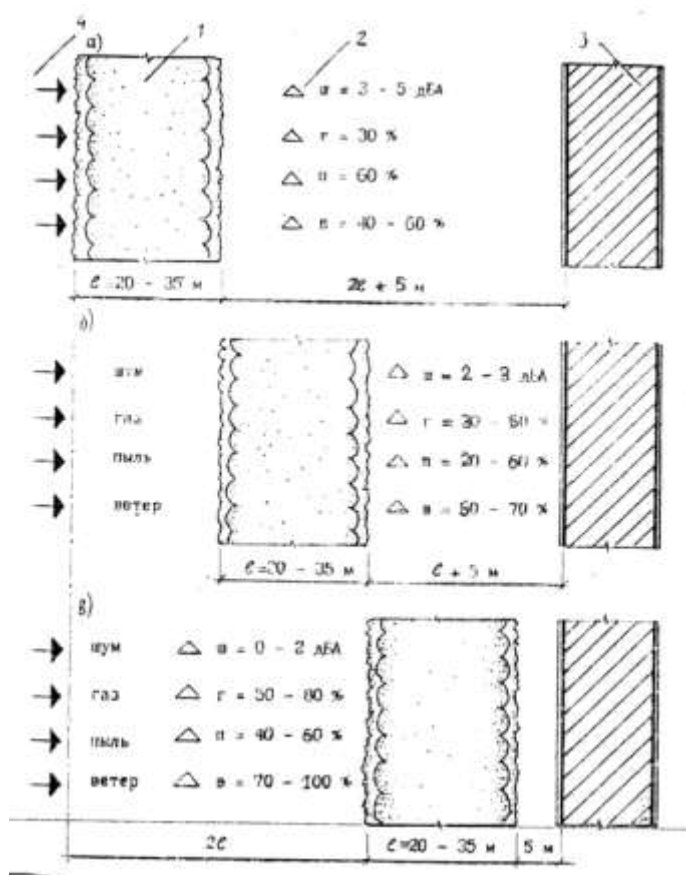 4 1 2 3
а)
△ ш = 3 - 5 дБА
△ г = 30 %
△ п = 60 %
△ в = 40 - 60 %
ℓ=20 - 35 м 2ℓ + 5 м
б)
шум △ ш = 2 - 3 дБА
газ △ г = 30 - 50 %
пыль △ п = 20 - 60 %
ветер △ в = 50 - 70 %
ℓ=20 - 35 м ℓ + 5 м
в)
шум △ ш = 0 - 2 дБА
газ △ г = 50 - 80 %
пыль △ п = 40 - 60 %
ветер △ в = 70 - 100 %
2ℓ ℓ=20 - 35 м 5 м